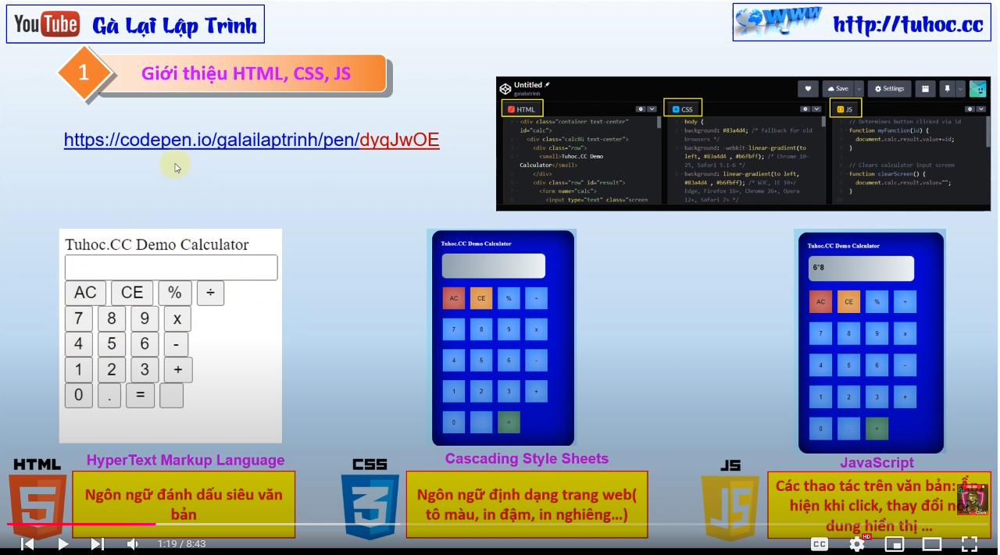 YouTube Gà Lại Lập Trình
WWW http://tuhoc.cc
1 Giới thiệu HTML, CSS, JS
https://codepen.io/galailaptrinh/pen/dyqJwOE
Untitled
galailatrinh
Save
Settings
HTML
<div class="container text-center"
id="calc">
<div class="calcBG text-center">
<div class="row">
<small>Tuhoc.CC Demo
Calculator</small>
</div>
<div class="row" id="result">
<form name="calc">
<input type="text" class="screen
CSS
body {
background: #83a4d4; /* fallback for old
browsers */
background: -webkit-linear-gradient(to
left, #83a4d4 , #b6fbff); /* Chrome 10-
25, Safari 5.1-6 */
background: linear-gradient(to left,
#83a4d4 , #b6fbff); /* W3C, IE 10+/
Edge, Firefox 16+, Chrome 26+, Opera
12+, Safari 7+ */
JS
// Determines button clicked via id
function myFunction(id) {
document.calc.result.value+=id;
}
// Clears calculator input screen
function clearScreen() {
document.calc.result.value="";
}
Tuhoc.CC Demo Calculator
AC CE % ÷
7 8 9 x
4 5 6 -
1 2 3 +
0 . =
Tuhoc.CC Demo Calculator
AC CE % ÷
7 8 9 x
4 5 6 -
1 2 3 +
0 . =
Tuhoc.CC Demo Calculator
6^8
AC CE % ÷
7 8 9 x
4 5 6 -
1 2 3 +
0 . =
HTML
5
HyperText Markup Language
Ngôn ngữ đánh dấu siêu văn
bản
CSS
3
Cascading Style Sheets
Ngôn ngữ định dạng trang web(
tô màu, in đậm, in nghiêng...)
JS
JS
JavaScript
Các thao tác trên văn bản:
hiện khi click, thay đổi
dung hiển thị ...
1:19 / 8:43
CC
HD